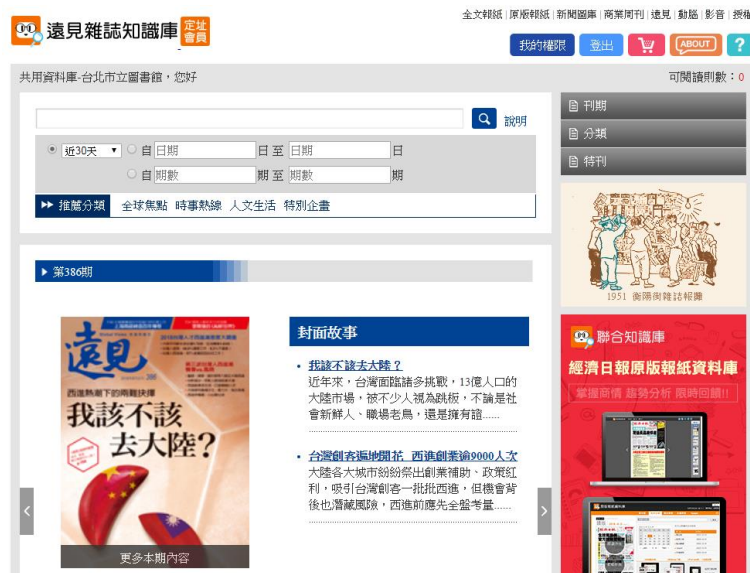 全文報紙 | 原版報紙 | 新聞圖庫 | 商業周刊 | 遠見 | 動腦 | 影音 | 授權
遠見雜誌知識庫 定址會員
我的權限 登出 ABOUT ?
共用資料庫-台北市立圖書館，您好
可閱讀則數：0
說明
近30天 自 日期 日 至 日期 日
自 期數 期 至 期數 期
推薦分類 全球焦點 時事熱線 人文生活 特別企畫
刊期
分類
特刊
1951 衡陽街雜誌報攤
第386期
遠見
西進熱潮下的兩難抉擇
我該不該
去大陸?
更多本期內容
封面故事
我該不該去大陸？
近年來，台灣面臨諸多挑戰，13億人口的
大陸市場，被不少人視為跳板，不論是社
會新鮮人、職場老鳥，還是擁有誼......
台灣創客遍地開花 西進創業逾9000人次
大陸各大城市紛紛祭出創業補助、政策紅
利，吸引台灣創客一批批西進，但機會背
後也潛藏風險，西進前應先全盤考量......
聯合知識庫
經濟日報原版報紙資料庫
掌握商情 趨勢分析 限時回饋!!